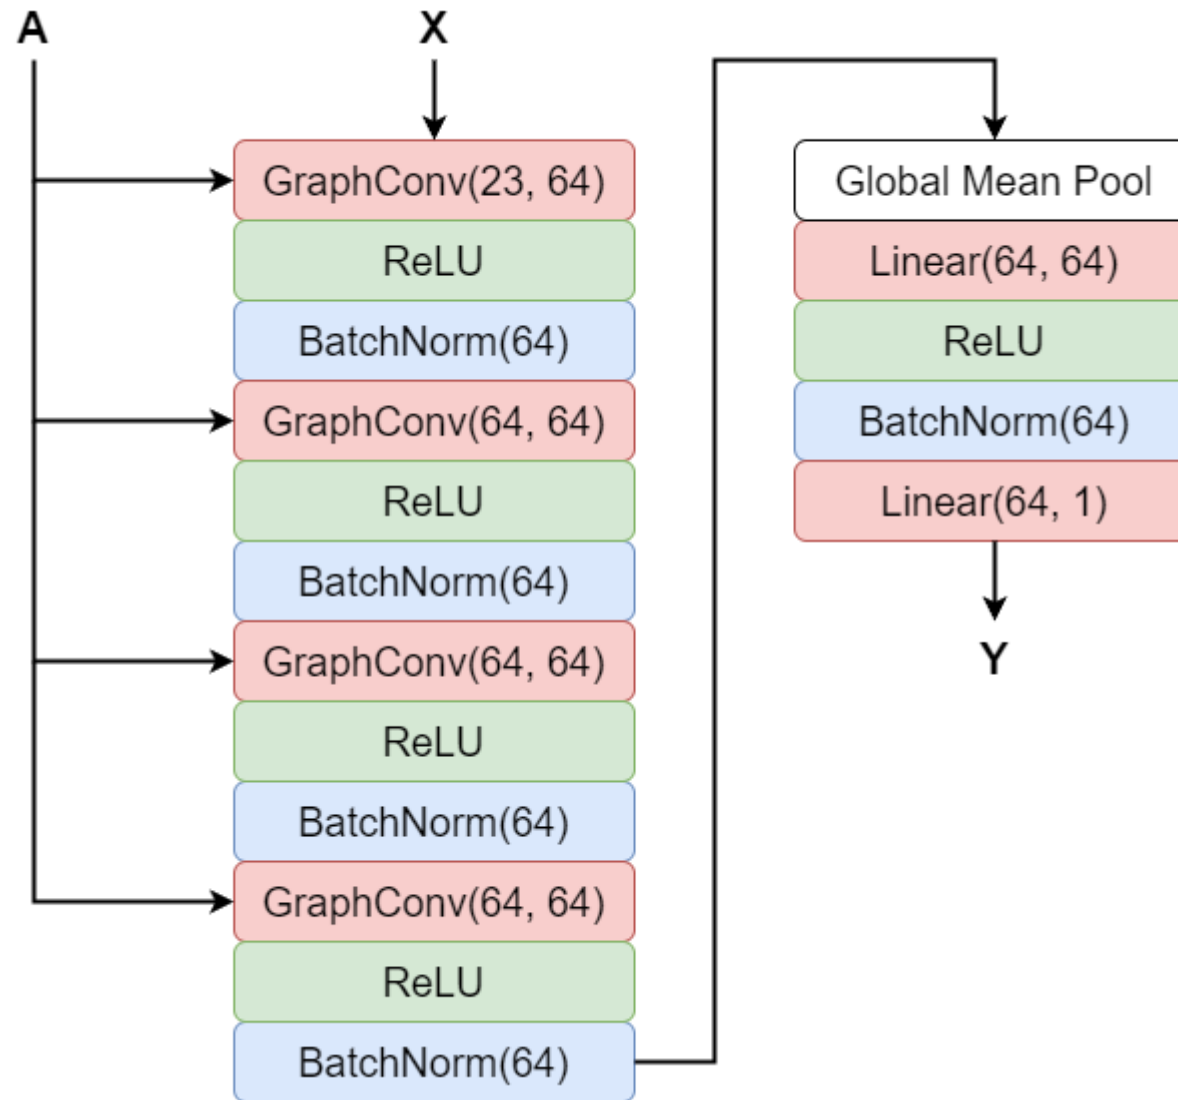 A
X
GraphConv(23, 64)
ReLU
BatchNorm(64)
GraphConv(64, 64)
ReLU
BatchNorm(64)
GraphConv(64, 64)
ReLU
BatchNorm(64)
GraphConv(64, 64)
ReLU
BatchNorm(64)
Global Mean Pool
Linear(64, 64)
ReLU
BatchNorm(64)
Linear(64, 1)
Y